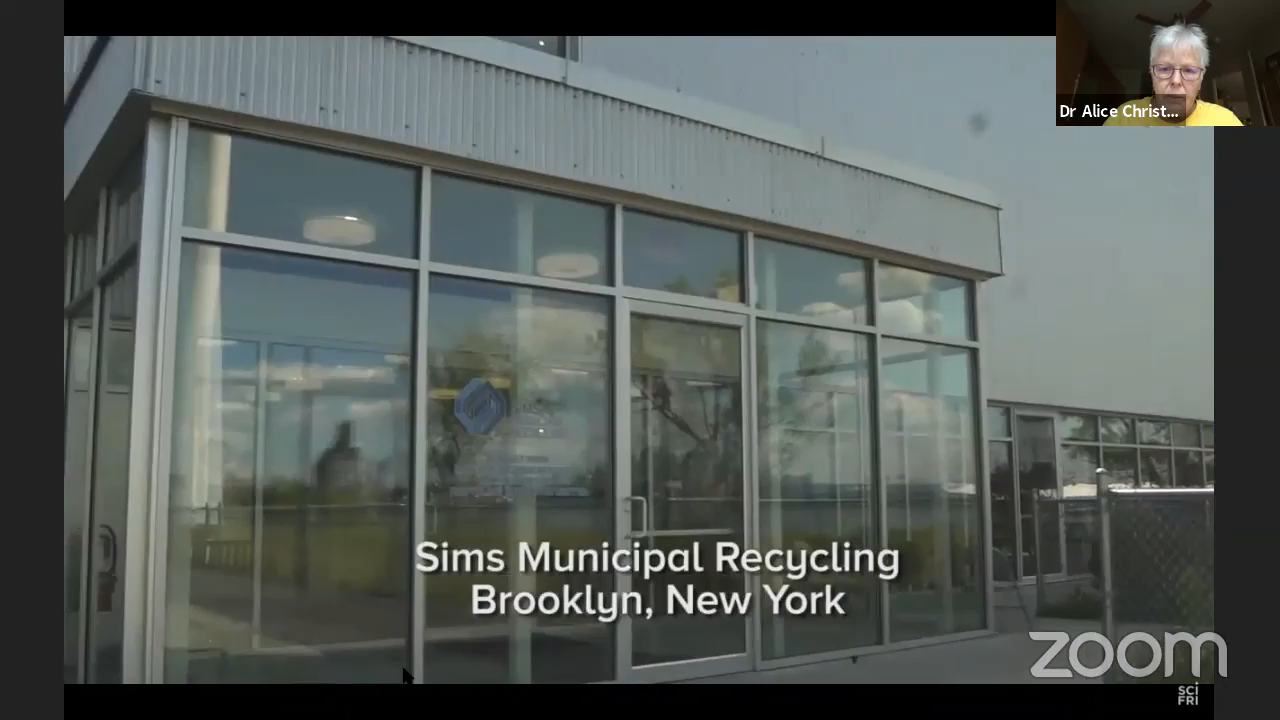 Dr Alice Christ...
Sims Municipal Recycling
Brooklyn, New York
zoom
SCI
FRI